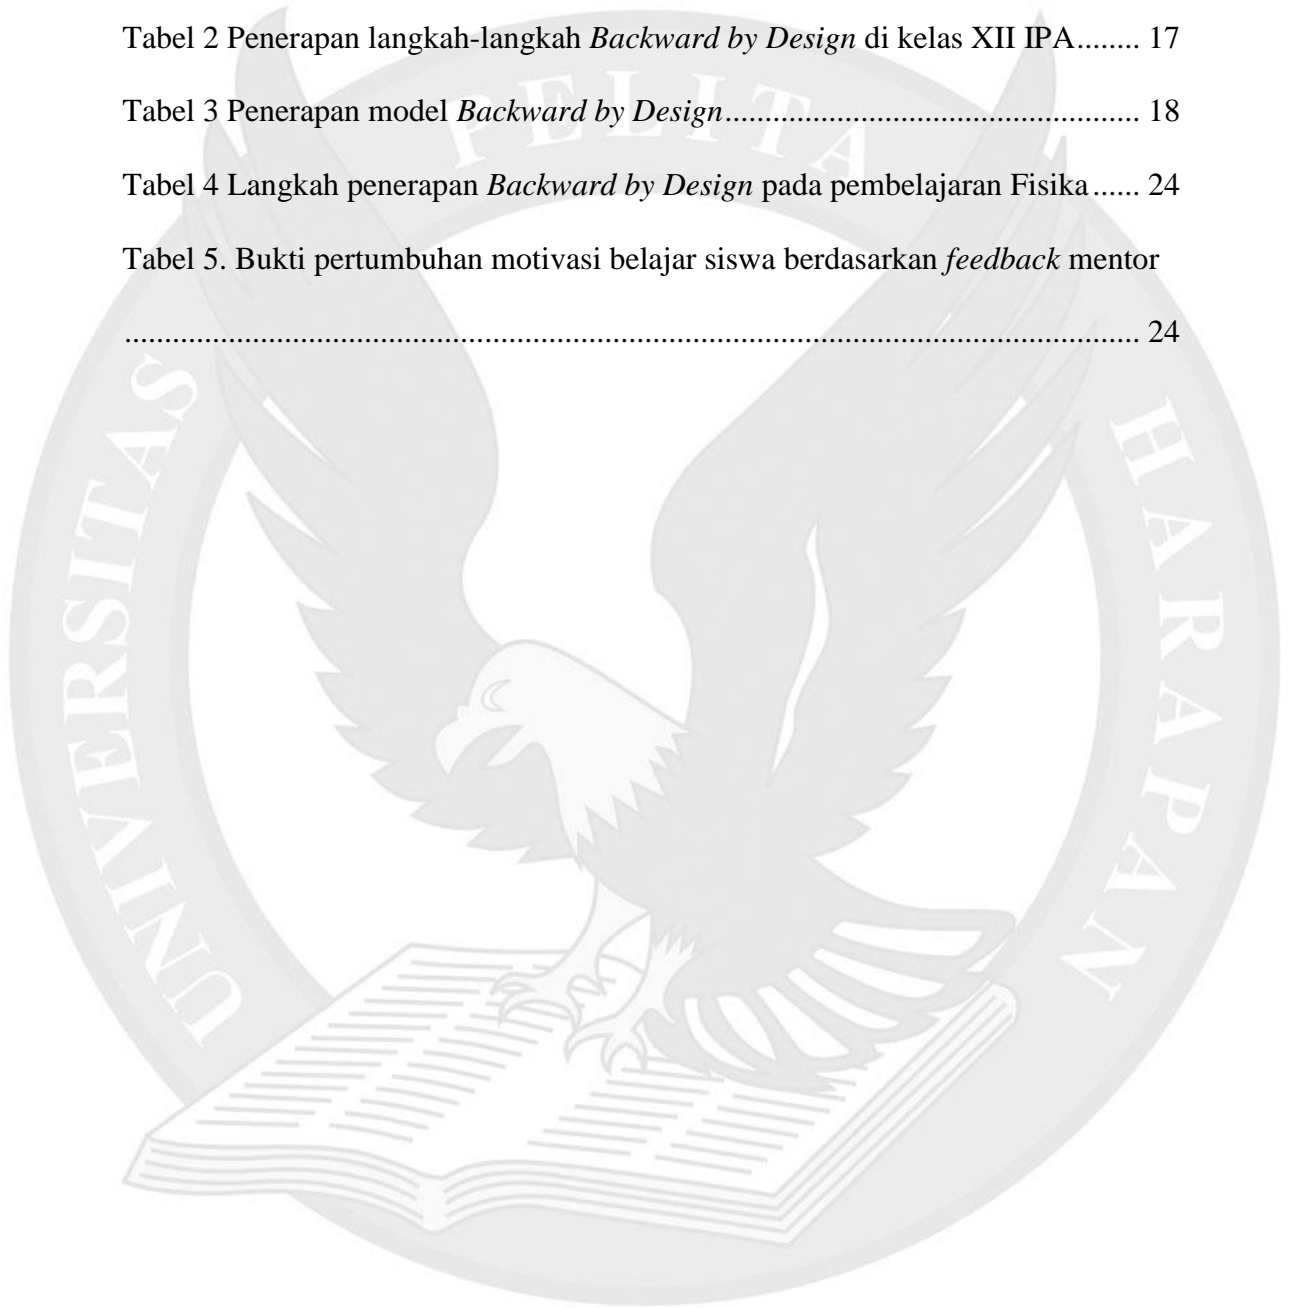 Tabel 2 Penerapan langkah-langkah Backward by Design di kelas XII IPA........ 17
Tabel 3 Penerapan model Backward by Design.................................................... 18
Tabel 4 Langkah penerapan Backward by Design pada pembelajaran Fisika...... 24
Tabel 5. Bukti pertumbuhan motivasi belajar siswa berdasarkan feedback mentor
................................................................................................................................ 24
UNIVERSITAS
PELITA
HARAPAN